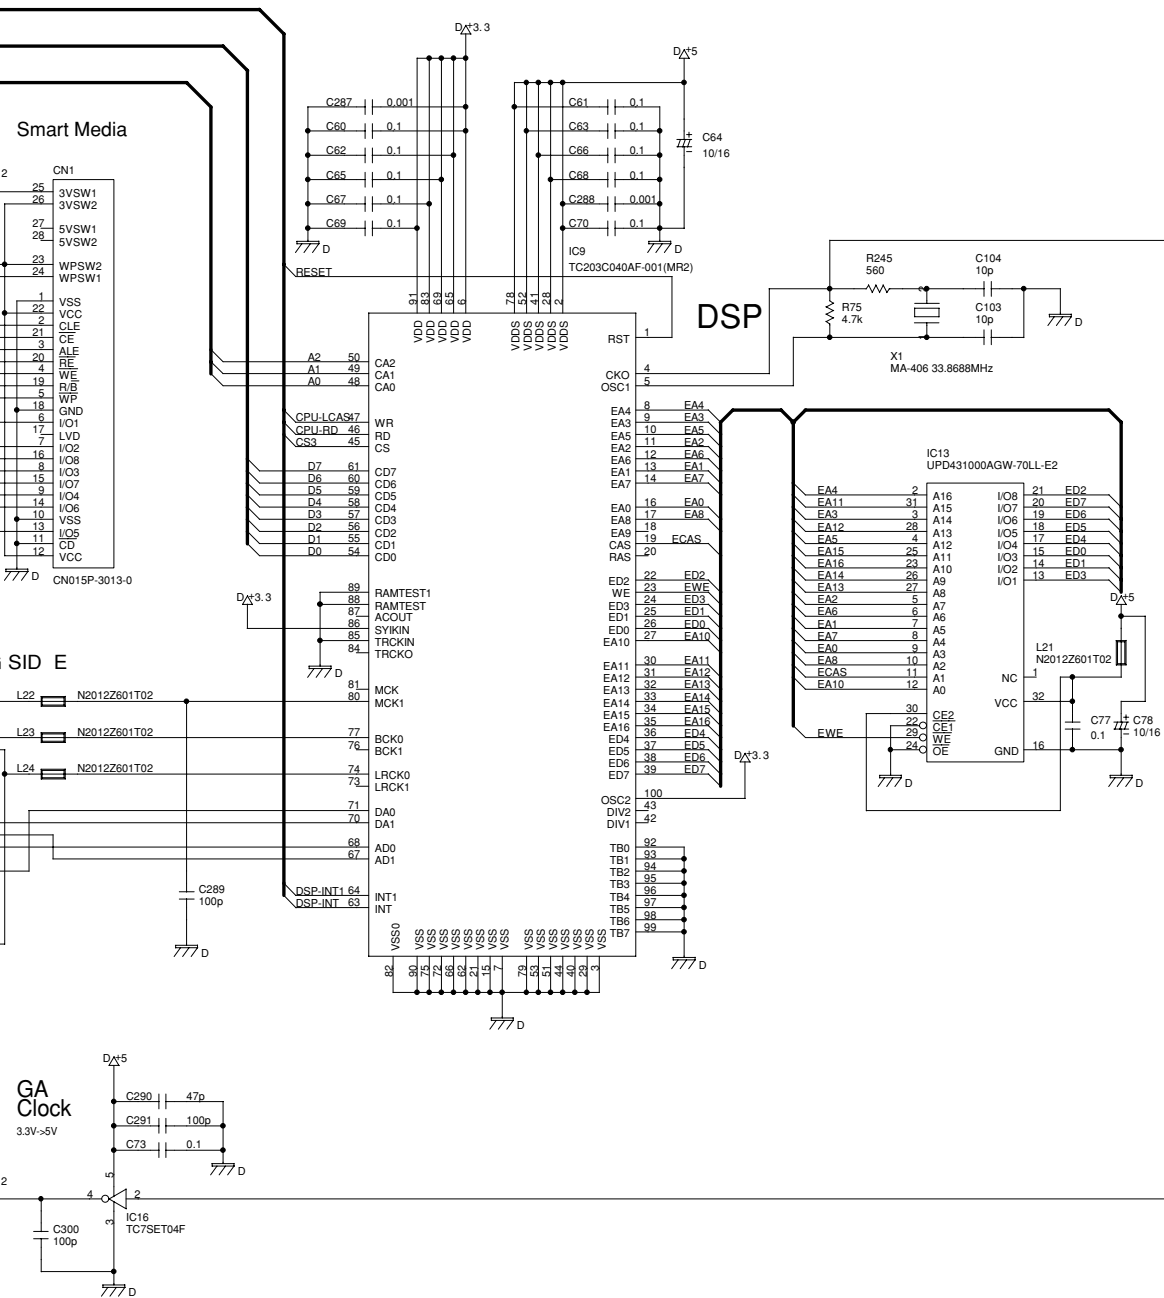 D +3.3
D +5
C287 0.001
C60 0.1
C62 0.1
C65 0.1
C67 0.1
C69 0.1
D
C61 0.1
C63 0.1
C66 0.1
C68 0.1
C288 0.001
C70 0.1
D
C64
10/16
Smart Media
2
CN1
25 3VSW1
26 3VSW2
27 5VSW1
28 5VSW2
23 WPSW2
24 WPSW1
1 VSS
22 VCC
2 CLE
21 CE
3 ALE
20 RE
4 WE
19 R/B
5 WP
18 GND
6 I/O1
17 LVD
7 I/O2
16 I/O8
8 I/O3
15 I/O7
9 I/O4
14 I/O6
10 VSS
13 I/O5
11 CD
12 VCC
D
CN015P-3013-0
IC9
TC203C040AF-001(MR2)
RESET
DSP
91 83 69 65 6
VDD VDD VDD VDD VDD
78 52 41 28 2
VDDS VDDS VDDS VDDS VDDS
A2 50 CA2
A1 49 CA1
A0 48 CA0
CPU-LCAS 47 WR
CPU-RD 46 RD
CS3 45 CS
D7 61 CD7
D6 60 CD6
D5 59 CD5
D4 58 CD4
D3 57 CD3
D2 56 CD2
D1 55 CD1
D0 54 CD0
D +3.3
89 RAMTEST1
88 RAMTEST
87 ACOUT
86 SYIKIN
85 TRCKIN
84 TRCKO
D
81 MCK
80 MCK1
77 BCK0
76 BCK1
74 LRCK0
73 LRCK1
71 DA0
70 DA1
68 AD0
67 AD1
DSP-INT1 64 INT1
DSP-INT 63 INT
RST 1
CKO 4
OSC1 5
EA4 8 EA4
EA3 9 EA3
EA5 10 EA5
EA2 11 EA2
EA6 12 EA6
EA1 13 EA1
EA7 14 EA7
EA0 16 EA0
EA8 17 EA8
EA9 18
CAS 19 ECAS
RAS 20
ED2 22 ED2
WE 23 EWE
ED3 24 ED3
ED1 25 ED1
ED0 26 ED0
EA10 27 EA10
EA11 30 EA11
EA12 31 EA12
EA13 32 EA13
EA14 33 EA14
EA15 34 EA15
EA16 35 EA16
ED4 36 ED4
ED5 37 ED5
ED6 38 ED6
ED7 39 ED7
D +3.3
OSC2 100
DIV2 43
DIV1 42
TB0 92
TB1 93
TB2 94
TB3 95
TB4 96
TB5 97
TB6 98
TB7 99
D
VSS0 VSS VSS VSS VSS VSS VSS VSS VSS VSS VSS VSS VSS VSS VSS VSS
82 90 75 72 66 62 21 15 7 79 53 51 44 40 29 3
D
R245
560
R75
4.7k
C104
10p
C103
10p
2
1
D
X1
MA-406 33.8688MHz
IC13
UPD431000AGW-70LL-E2
EA4 2 A16
EA11 31 A15
EA3 3 A14
EA12 28 A13
EA5 4 A12
EA15 25 A11
EA16 23 A10
EA14 26 A9
EA13 27 A8
EA2 5 A7
EA6 6 A6
EA1 7 A5
EA7 8 A4
EA0 9 A3
EA8 10 A2
ECAS 11 A1
EA10 12 A0
30 CE2
22 CE1
EWE 29 WE
24 OE
I/O8 21 ED2
I/O7 20 ED7
I/O6 19 ED6
I/O5 18 ED5
I/O4 17 ED4
I/O3 15 ED0
I/O2 14 ED1
I/O1 13 ED3
D +5
L21
N2012Z601T02
NC 1
VCC 32
GND 16
C77
0.1
C78
10/16
D
D
SID E
L22 N2012Z601T02
L23 N2012Z601T02
L24 N2012Z601T02
C289
100p
D
D +5
GA
Clock
3.3V->5V
C290 47p
C291 100p
C73 0.1
D
2
5
4 2
3
IC16
TC7SET04F
C300
100p
D